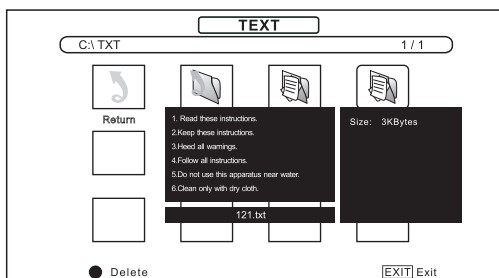 TEXT
C:\ TXT 1 / 1
Return
1. Read these instructions.
2.Keep these instructions.
3.Heed all warnings.
4.Follow all instructions.
5.Do not use this apparatus near water.
6.Clean only with dry cloth.
121.txt
Size: 3KBytes
Delete EXIT Exit